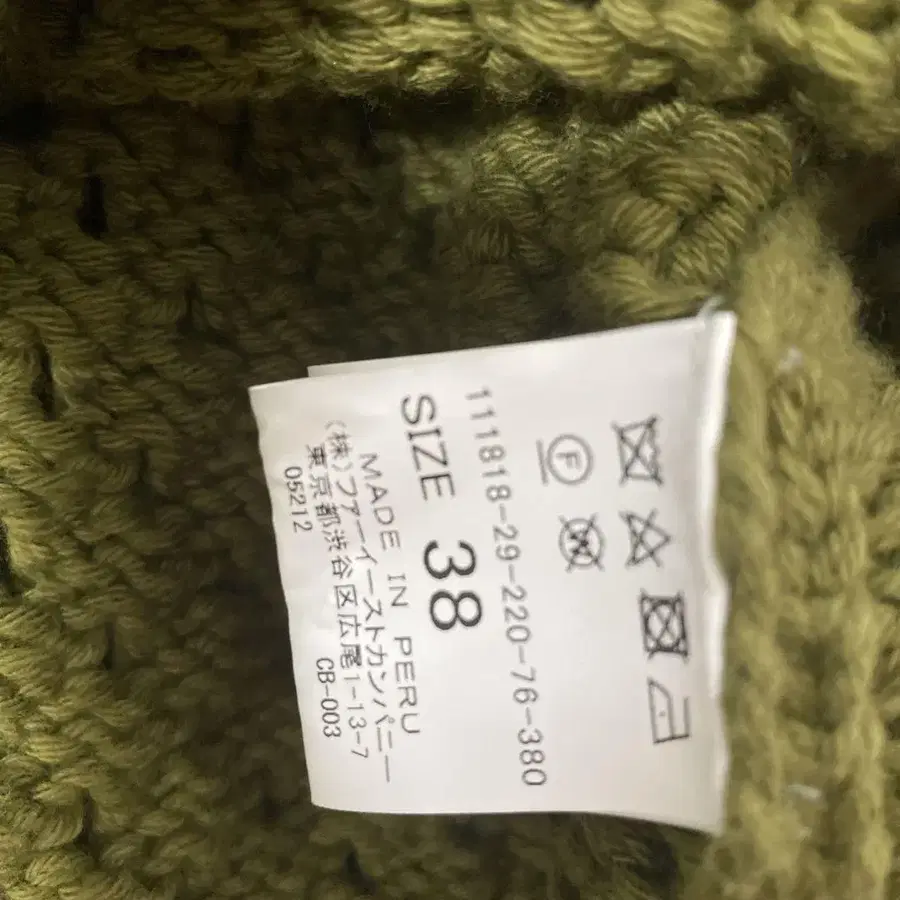 F
W
111818-29-220-76-380
SIZE 38
MADE IN PERU
(株)ファーイーストカンパニー
東京都渋谷区広尾1-13-7
05212 CB-003